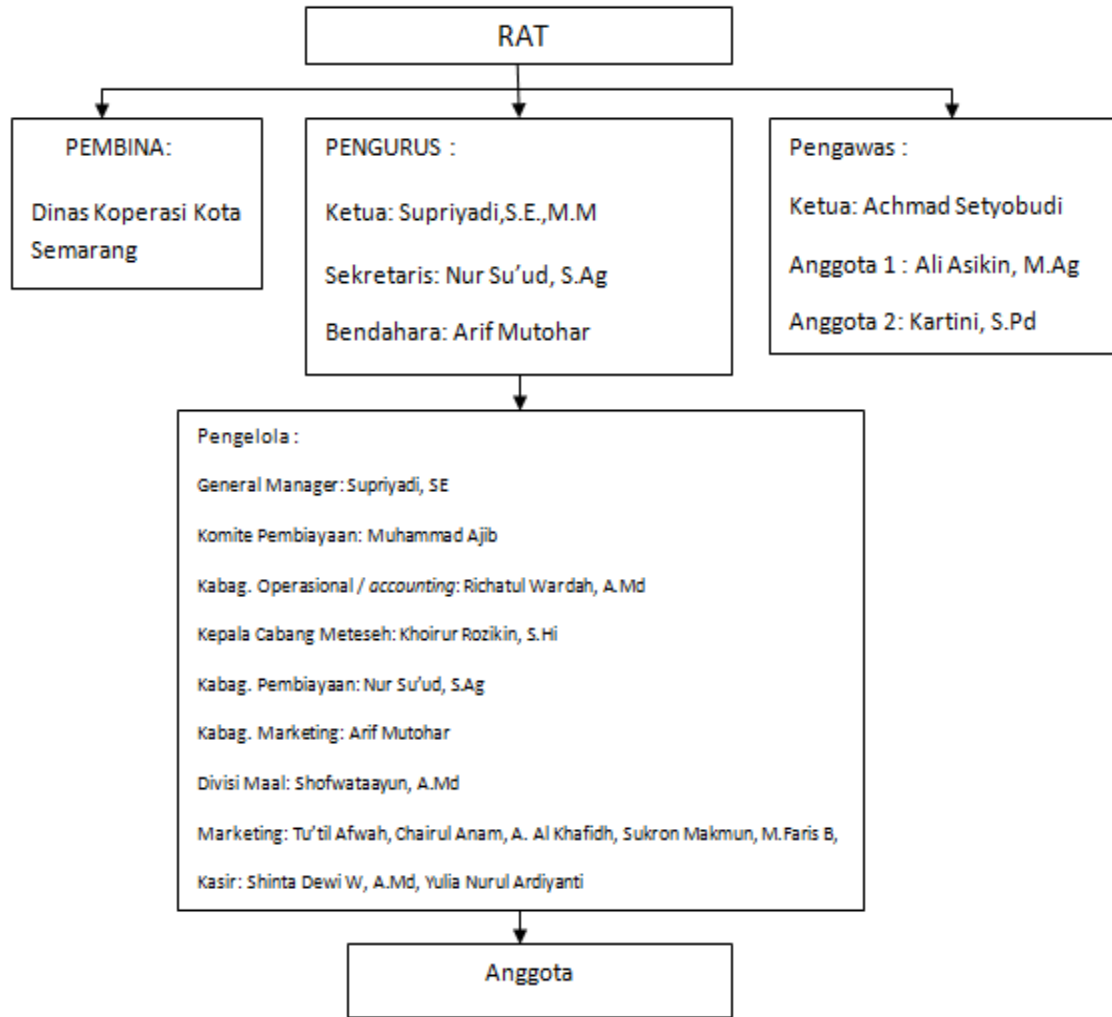 RAT
PEMBINA:
Dinas Koperasi Kota
Semarang
PENGURUS :
Ketua: Supriyadi,S.E.,M.M
Sekretaris: Nur Su’ud, S.Ag
Bendahara: Arif Mutohar
Pengawas :
Ketua: Achmad Setyobudi
Anggota 1 : Ali Asikin, M.Ag
Anggota 2: Kartini, S.Pd
Pengelola :
General Manager: Supriyadi, SE
Komite Pembiayaan: Muhammad Ajib
Kabag. Operasional / accounting: Richatul Wardah, A.Md
Kepala Cabang Meteseh: Khoirur Rozikin, S.Hi
Kabag. Pembiayaan: Nur Su’ud, S.Ag
Kabag. Marketing: Arif Mutohar
Divisi Maal: Shofwataayun, A.Md
Marketing: Tu’til Afwah, Chairul Anam, A. Al Khafidh, Sukron Makmun, M.Faris B,
Kasir: Shinta Dewi W, A.Md, Yulia Nurul Ardiyanti
Anggota